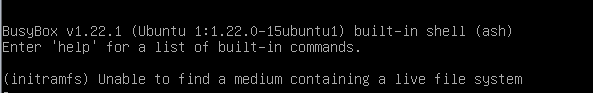 BusyBox v1.22.1 (Ubuntu 1:1.22.0-15ubuntu1) built-in shell (ash)
Enter 'help' for a list of built-in commands.
(initramfs) Unable to find a medium containing a live file system